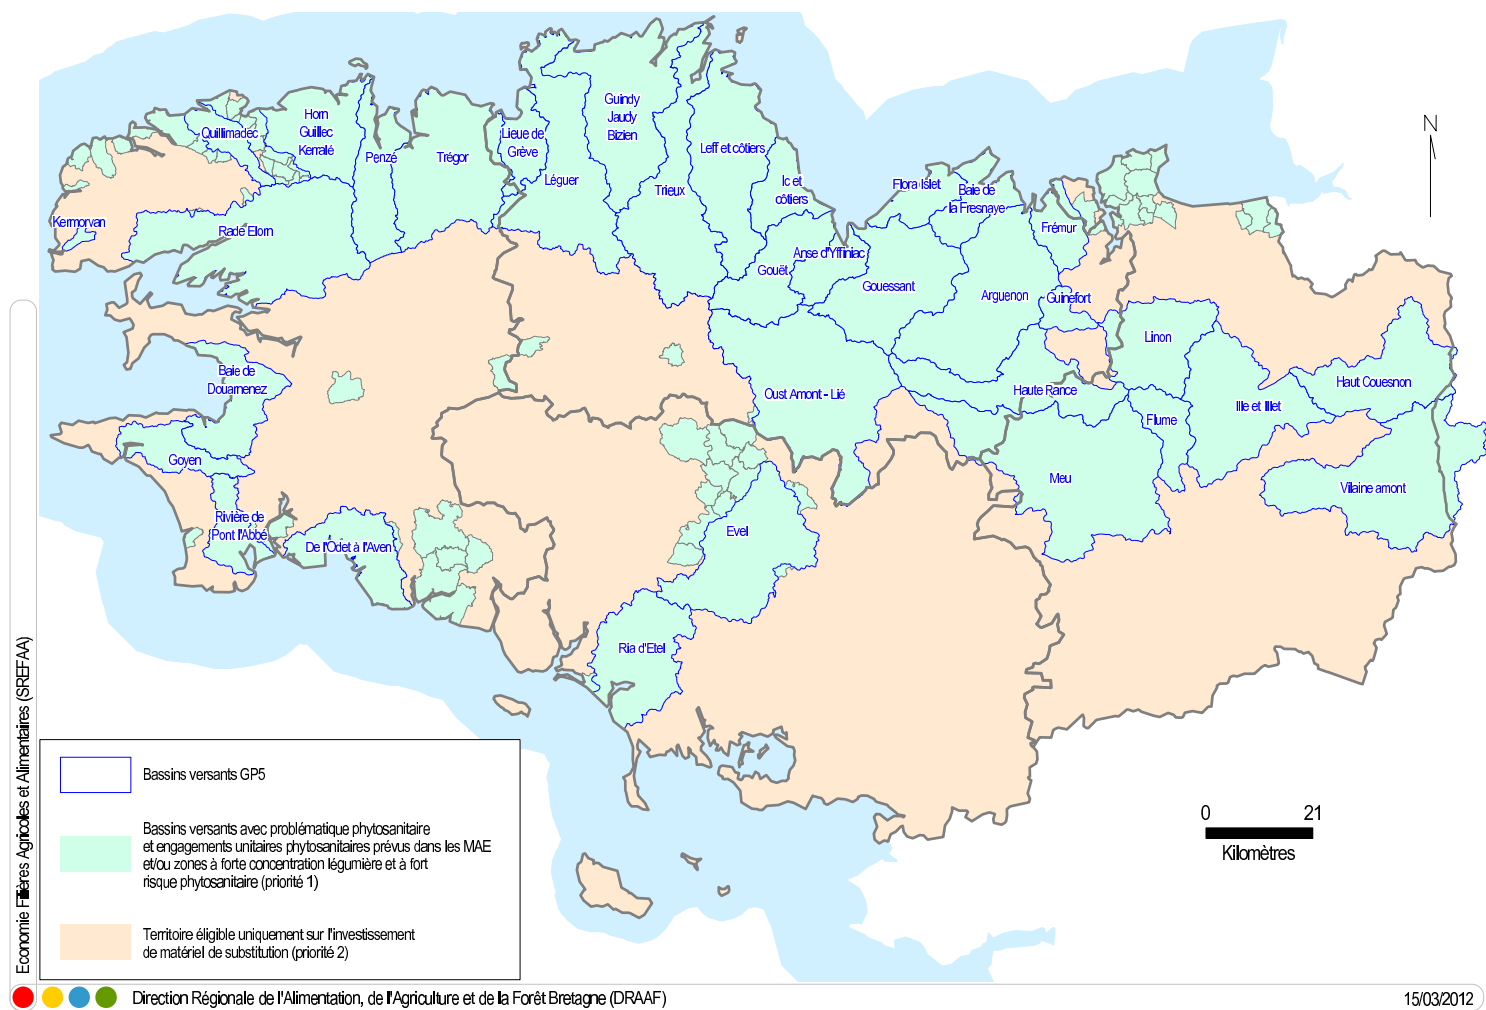 N
Horn
Guillec
Kerrallé
Quillimadec
Penzé
Trégor
Lieue de
Grève
Guindy
Jaudy
Bizien
Léguer
Trieux
Leff et côtiers
Ic et
côtiers
Flora Islet
Baie de
la Fresnaye
Frémur
Kermorvan
Rade Elorn
Anse d'Yffiniac
Gouët
Gouessant
Arguenon
Guinefort
Linon
Baie de
Douarnenez
Oust Amont - Lié
Haute Rance
Flume
Ille et Illet
Haut Couesnon
Goyen
Meu
Vilaine amont
Rivière de
Pont l'Abbé
De l'Odet à l'Aven
Evel
Ria d'Etel
0 21
Kilomètres
Bassins versants GP5
Bassins versants avec problématique phytosanitaire
et engagements unitaires phytosanitaires prévus dans les MAE
et/ou zones à forte concentration légumière et à fort
risque phytosanitaire (priorité 1)
Territoire éligible uniquement sur l'investissement
de matériel de substitution (priorité 2)
Economie Filières Agricoles et Alimentaires (SREFAA)
Direction Régionale de l'Alimentation, de l'Agriculture et de la Forêt Bretagne (DRAAF)
15/03/2012